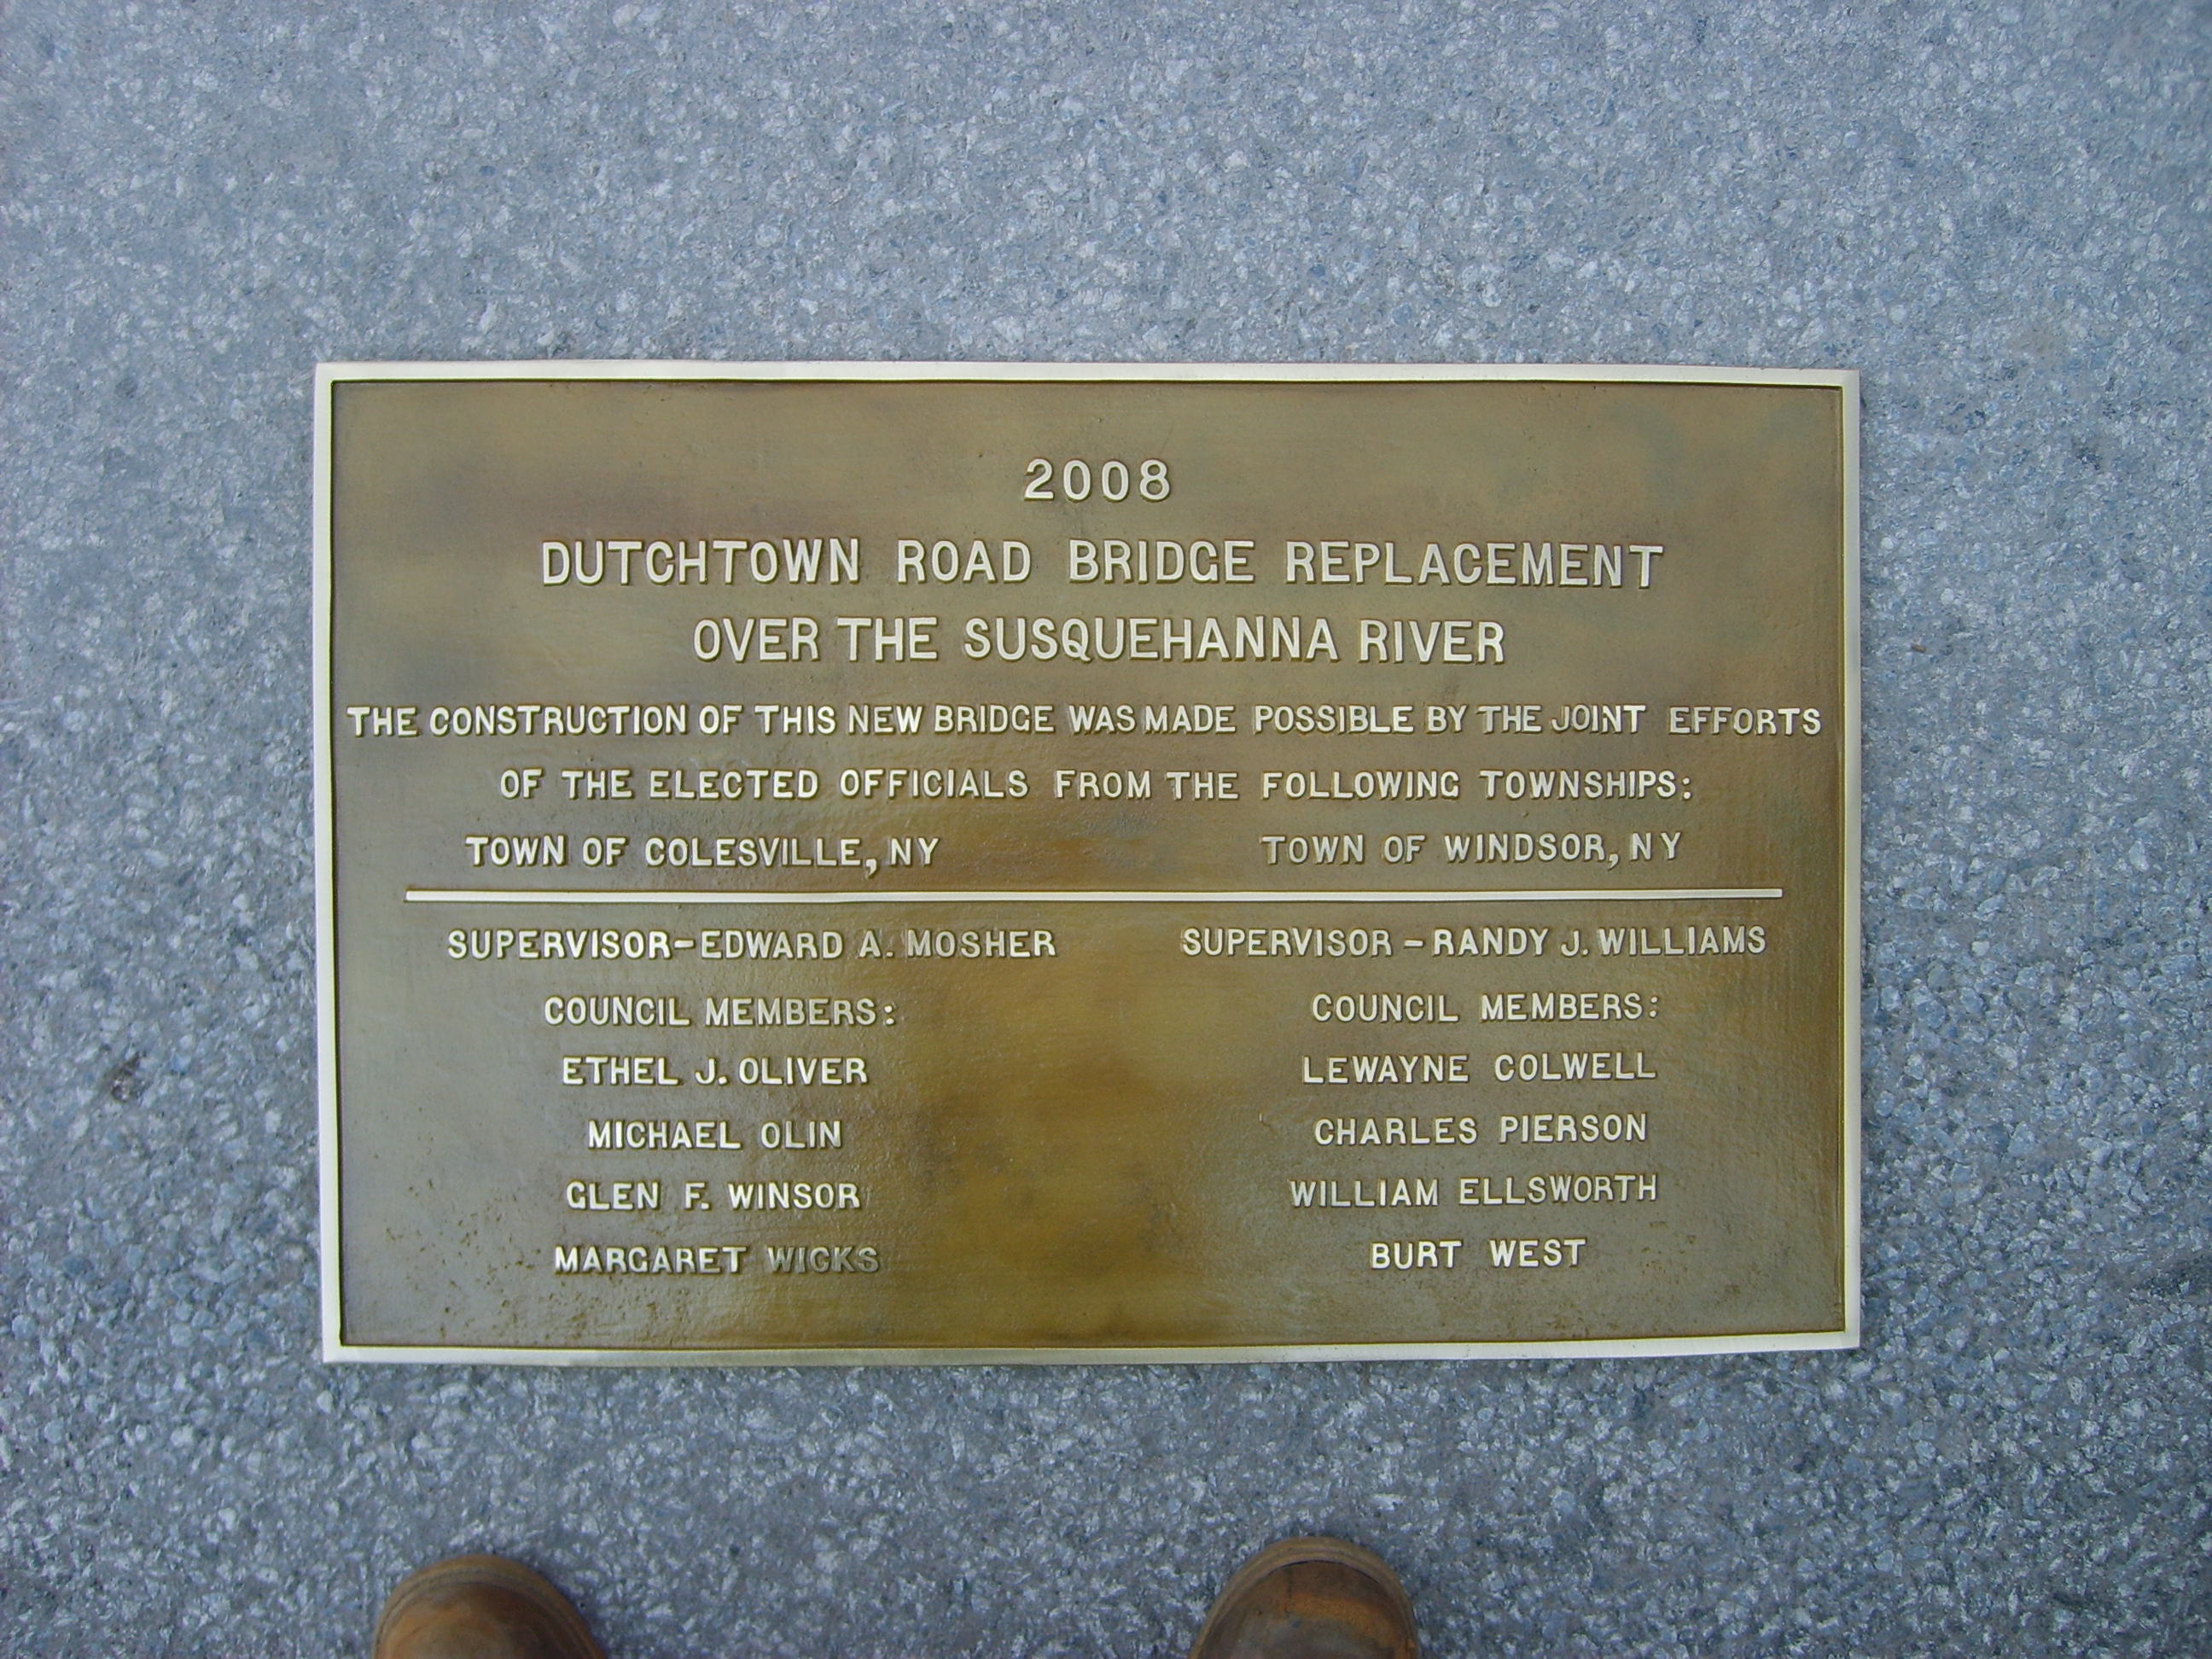 2008
DUTCHTOWN ROAD BRIDGE REPLACEMENT
OVER THE SUSQUEHANNA RIVER
THE CONSTRUCTION OF THIS NEW BRIDGE WAS MADE POSSIBLE BY THE JOINT EFFORTS
OF THE ELECTED OFFICIALS FROM THE FOLLOWING TOWNSHIPS:
TOWN OF COLESVILLE, NY
SUPERVISOR-EDWARD A. MOSHER
COUNCIL MEMBERS:
ETHEL J. OLIVER
MICHAEL OLIN
GLEN F. WINSOR
MARGARET WICKS
TOWN OF WINDSOR, NY
SUPERVISOR - RANDY J. WILLIAMS
COUNCIL MEMBERS:
LEWAYNE COLWELL
CHARLES PIERSON
WILLIAM ELLSWORTH
BURT WEST